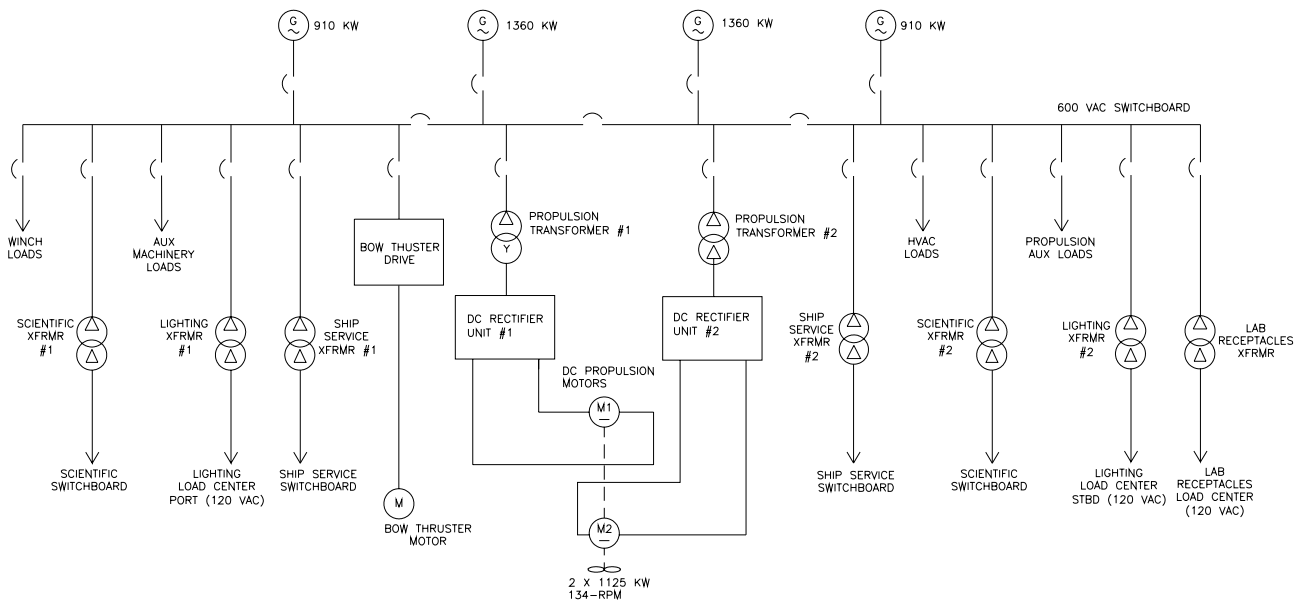 G
910 KW
G
1360 KW
G
1360 KW
G
910 KW
600 VAC SWITCHBOARD
WINCH
LOADS
AUX
MACHINERY
LOADS
BOW THUSTER
DRIVE
PROPULSION
TRANSFORMER #1
Y
PROPULSION
TRANSFORMER #2
HVAC
LOADS
PROPULSION
AUX LOADS
SCIENTIFIC
XFRMR
#1
LIGHTING
XFRMR
#1
SHIP
SERVICE
XFRMR #1
DC RECTIFIER
UNIT #1
DC RECTIFIER
UNIT #2
SHIP
SERVICE
XFRMR
#2
SCIENTIFIC
XFRMR
#2
LIGHTING
XFRMR
#2
LAB
RECEPTACLES
XFRMR
DC PROPULSION
MOTORS
M1
SCIENTIFIC
SWITCHBOARD
LIGHTING
LOAD CENTER
PORT (120 VAC)
SHIP SERVICE
SWITCHBOARD
M
BOW THRUSTER
MOTOR
M2
2 X 1125 KW
134-RPM
SHIP SERVICE
SWITCHBOARD
SCIENTIFIC
SWITCHBOARD
LIGHTING
LOAD CENTER
STBD (120 VAC)
LAB
RECEPTACLES
LOAD CENTER
(120 VAC)